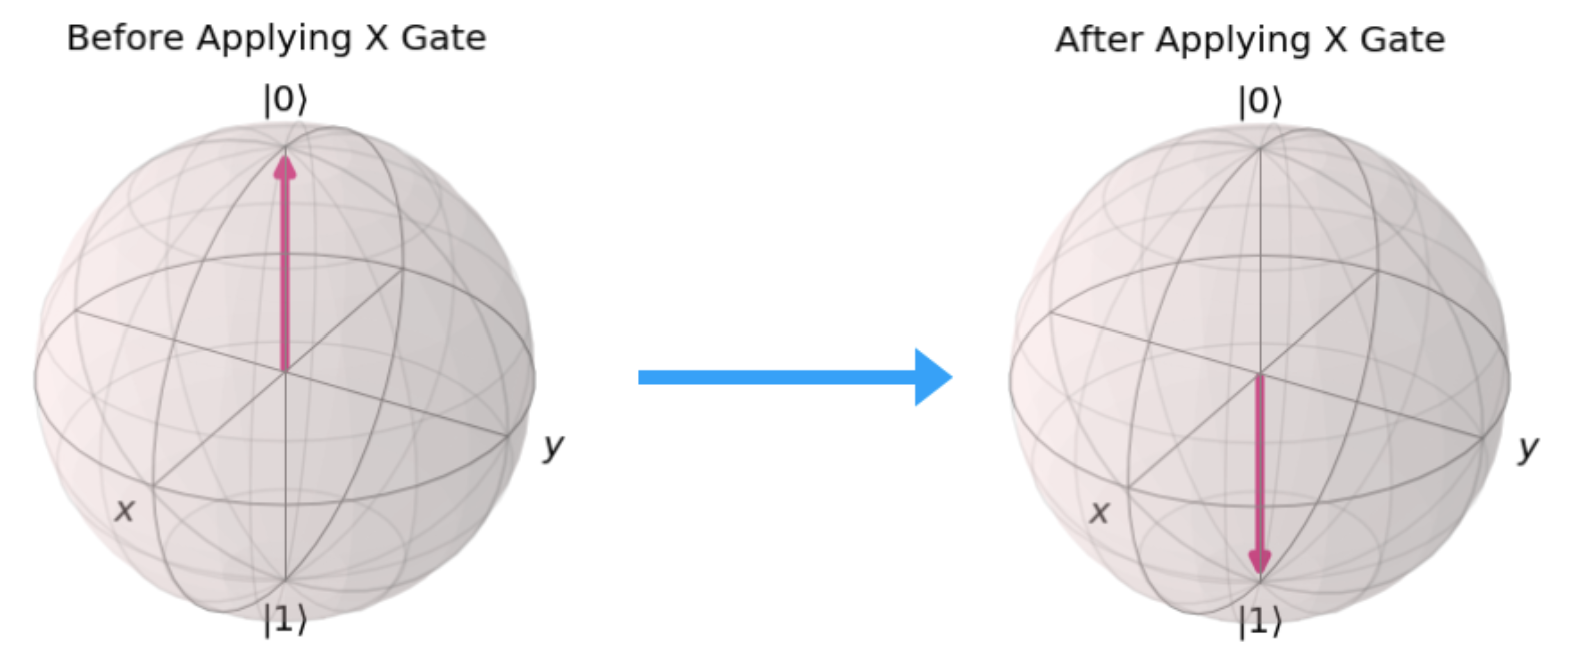 Before Applying X Gate
|0⟩
x
y
|1⟩
After Applying X Gate
|0⟩
x
y
|1⟩